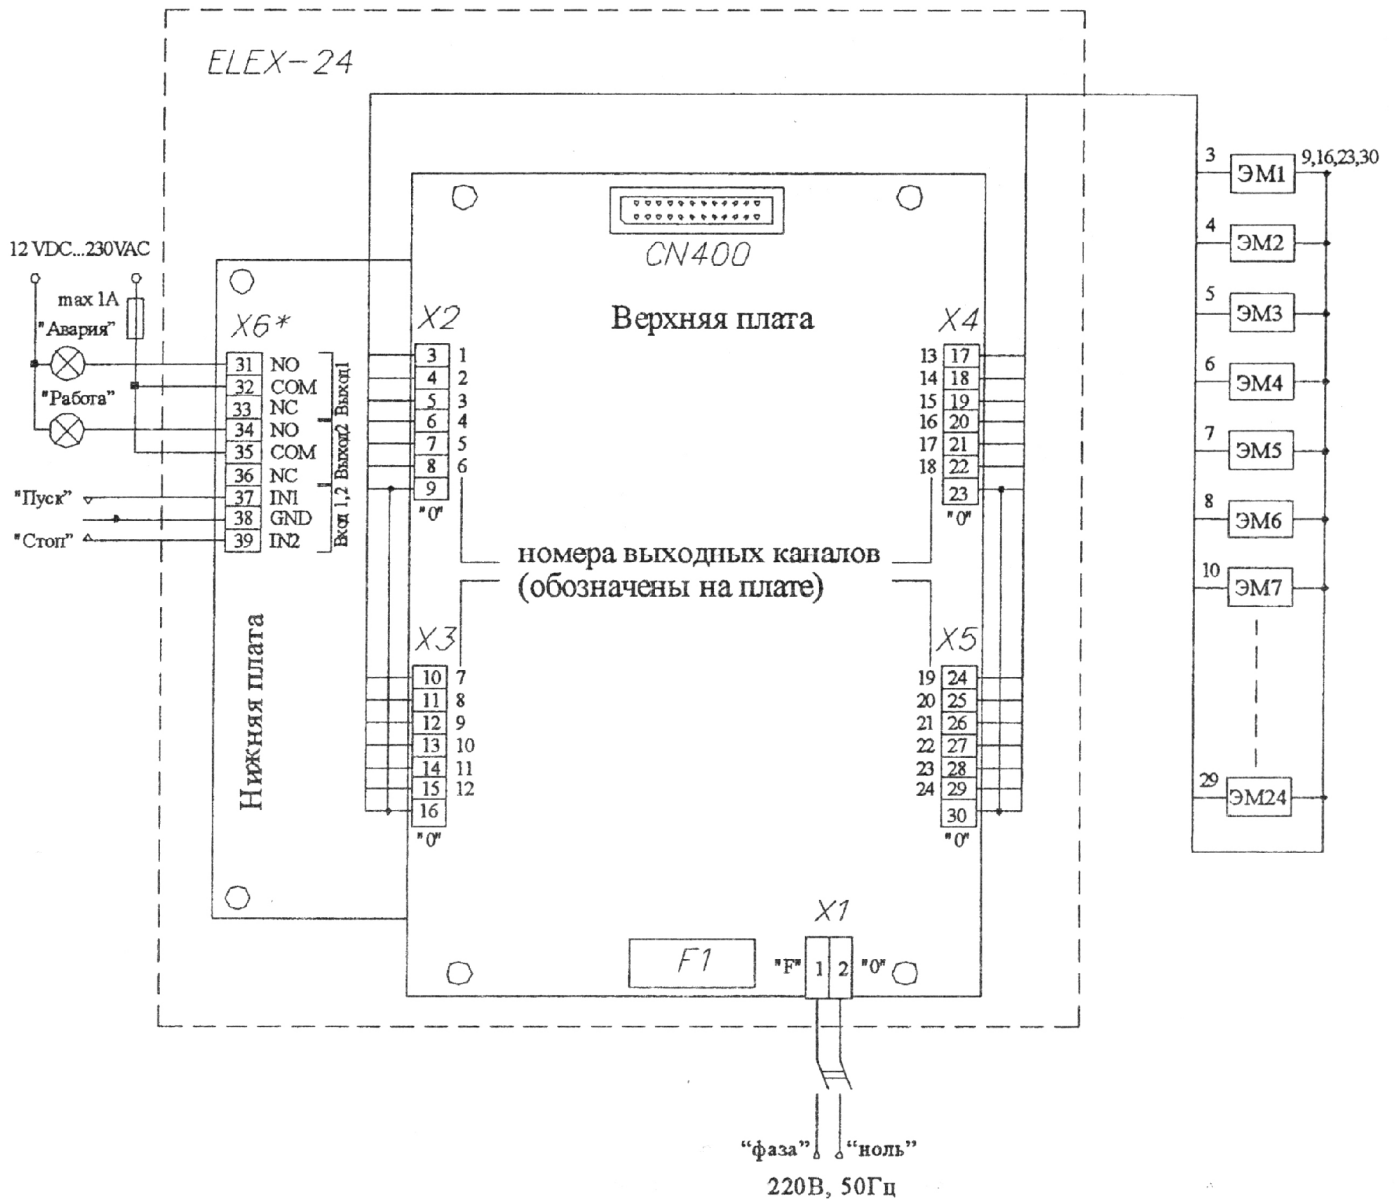 ELEX-24
CN400
Верхняя плата
12 VDC...230VAC
max 1A
"Авария"
"Работа"
"Пуск"
"Стоп"
X6*
31 NO
32 COM
33 NC
Выход1
34 NO
35 COM
36 NC
Выход2
37 IN1
38 GND
39 IN2
Вход 1,2
Нижняя плата
X2
3 1
4 2
5 3
6 4
7 5
8 6
9
"0"
X4
13 17
14 18
15 19
16 20
17 21
18 22
23
"0"
номера выходных каналов
(обозначены на плате)
X3
10 7
11 8
12 9
13 10
14 11
15 12
16
"0"
X5
19 24
20 25
21 26
22 27
23 28
24 29
30
"0"
F1
X1
"F" 1 2 "0"
“фаза” “ноль”
220В, 50Гц
3 ЭМ1 9,16,23,30
4 ЭМ2
5 ЭМ3
6 ЭМ4
7 ЭМ5
8 ЭМ6
10 ЭМ7
29 ЭМ24